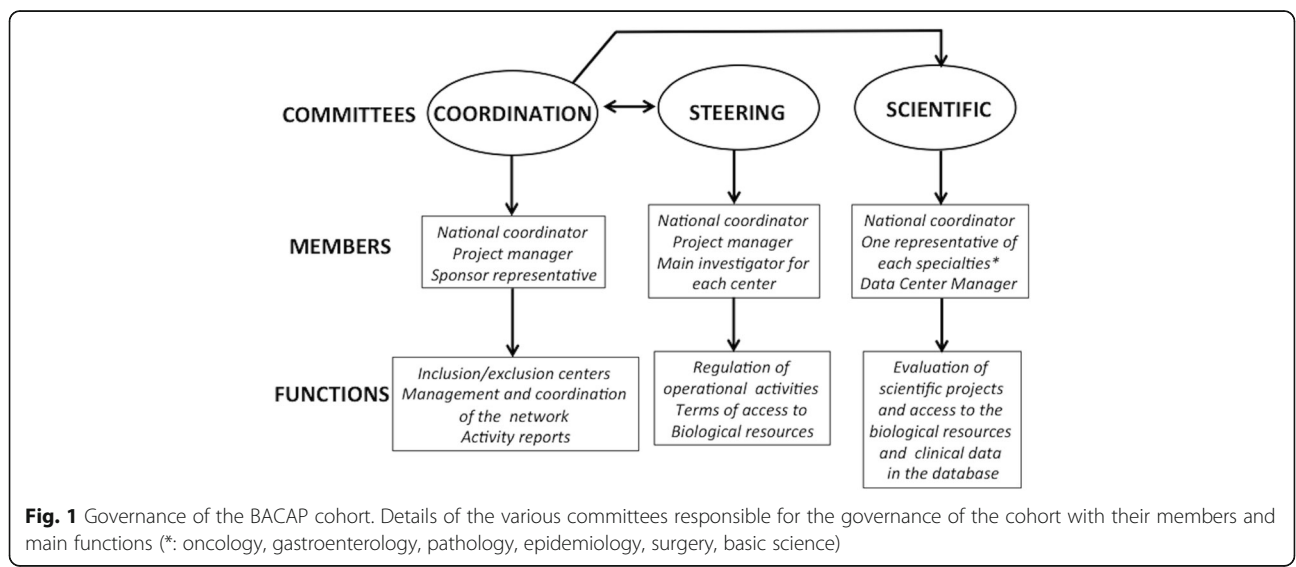 COMMITTEES
COORDINATION
STEERING
SCIENTIFIC
MEMBERS
National coordinator
Project manager
Sponsor representative
National coordinator
Project manager
Main investigator for
each center
National coordinator
One representative of
each specialties*
Data Center Manager
FUNCTIONS
Inclusion/exclusion centers
Management and coordination
of the network
Activity reports
Regulation of
operational activities
Terms of access to
Biological resources
Evaluation of
scientific projects
and access to the
biological resources
and clinical data
in the database
Fig. 1 Governance of the BACAP cohort. Details of the various committees responsible for the governance of the cohort with their members and
main functions (*: oncology, gastroenterology, pathology, epidemiology, surgery, basic science)